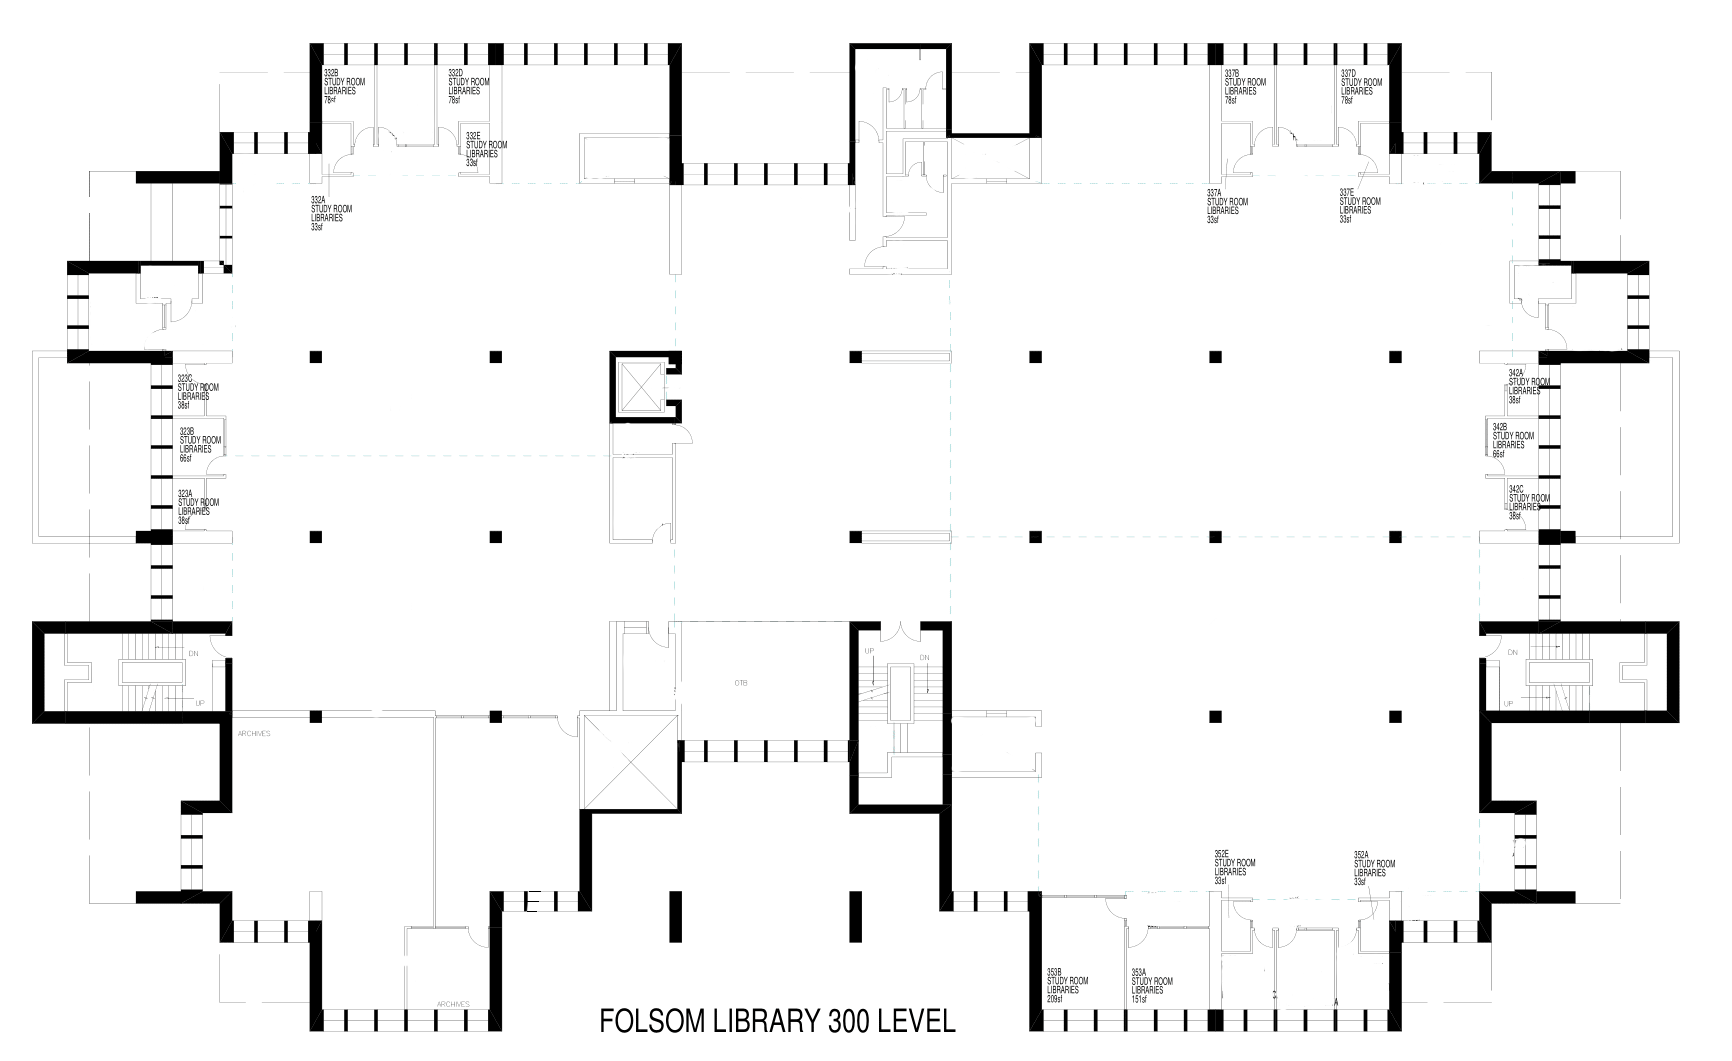 332B
STUDY ROOM
LIBRARIES
78sf
332D
STUDY ROOM
LIBRARIES
78sf
337B
STUDY ROOM
LIBRARIES
78sf
337D
STUDY ROOM
LIBRARIES
78sf
332E
STUDY ROOM
LIBRARIES
33sf
332A
STUDY ROOM
LIBRARIES
33sf
337A
STUDY ROOM
LIBRARIES
33sf
337E
STUDY ROOM
LIBRARIES
33sf
323C
STUDY ROOM
LIBRARIES
38sf
342A
STUDY ROOM
LIBRARIES
38sf
323B
STUDY ROOM
LIBRARIES
66sf
342B
STUDY ROOM
LIBRARIES
66sf
323A
STUDY ROOM
LIBRARIES
38sf
342C
STUDY ROOM
LIBRARIES
38sf
DN
UP
OTB
UP
DN
DN
UP
ARCHIVES
352E
STUDY ROOM
LIBRARIES
33sf
352A
STUDY ROOM
LIBRARIES
33sf
353B
STUDY ROOM
LIBRARIES
209sf
353A
STUDY ROOM
LIBRARIES
151sf
A
ARCHIVES
FOLSOM LIBRARY 300 LEVEL